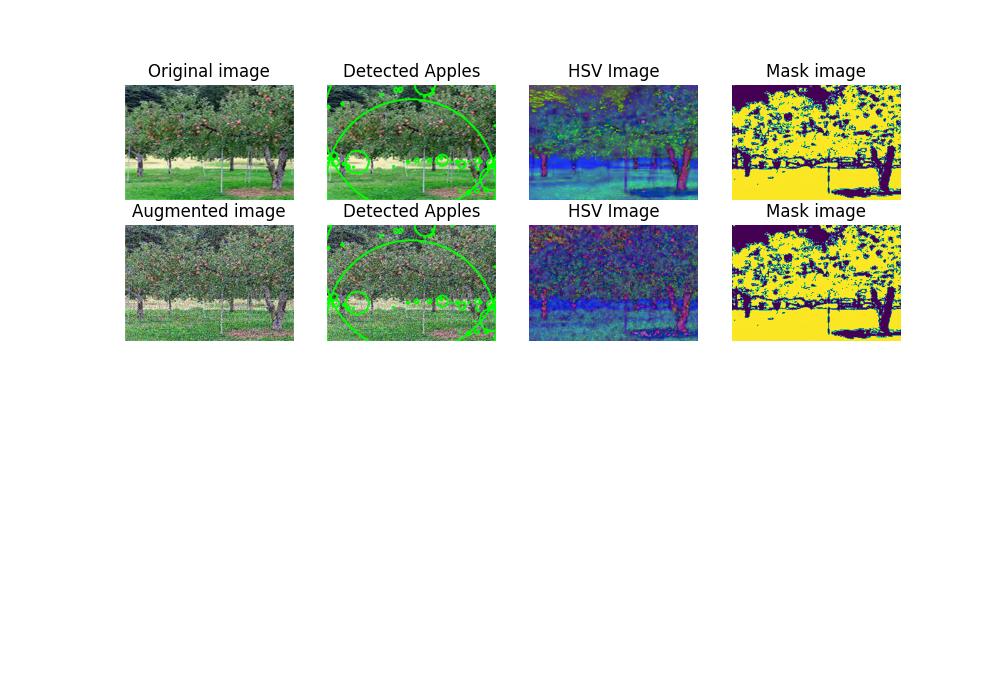 Original image
Detected Apples
HSV Image
Mask image
Augmented image
Detected Apples
HSV Image
Mask image